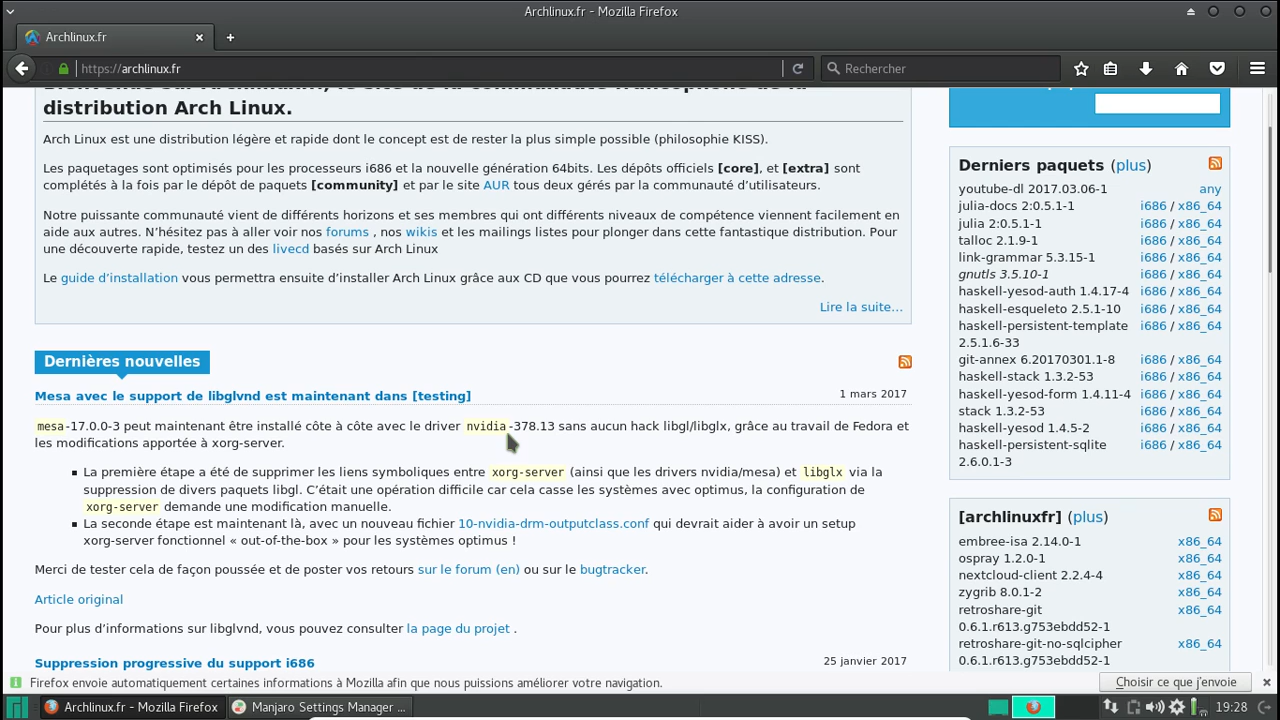 Archlinux.fr - Mozilla Firefox
Archlinux.fr
https://archlinux.fr
Rechercher
distribution Arch Linux.
Arch Linux est une distribution légère et rapide dont le concept est de rester la plus simple possible (philosophie KISS).
Les paquetages sont optimisés pour les processeurs i686 et la nouvelle génération 64bits. Les dépôts officiels [core], et [extra] sont
complétés à la fois par le dépôt de paquets [community] et par le site AUR tous deux gérés par la communauté d’utilisateurs.
Notre puissante communauté vient de différents horizons et ses membres qui ont différents niveaux de compétence viennent facilement en
aide aux autres. N’hésitez pas à aller voir nos forums , nos wikis et les mailings listes pour plonger dans cette fantastique distribution. Pour
une découverte rapide, testez un des livecd basés sur Arch Linux
Le guide d’installation vous permettra ensuite d’installer Arch Linux grâce aux CD que vous pourrez télécharger à cette adresse.
Lire la suite…
Dernières nouvelles
Mesa avec le support de libglvnd est maintenant dans [testing]
1 mars 2017
mesa-17.0.0-3 peut maintenant être installé côte à côte avec le driver nvidia-378.13 sans aucun hack libgl/libglx, grâce au travail de Fedora et
les modifications apportée à xorg-server.
La première étape a été de supprimer les liens symboliques entre xorg-server (ainsi que les drivers nvidia/mesa) et libglx via la
suppression de divers paquets libgl. C’était une opération difficile car cela casse les systèmes avec optimus, la configuration de
xorg-server demande une modification manuelle.
La seconde étape est maintenant là, avec un nouveau fichier 10-nvidia-drm-outputclass.conf qui devrait aider à avoir un setup
xorg-server fonctionnel « out-of-the-box » pour les systèmes optimus !
Merci de tester cela de façon poussée et de poster vos retours sur le forum (en) ou sur le bugtracker.
Article original
Pour plus d’informations sur libglvnd, vous pouvez consulter la page du projet .
Suppression progressive du support i686
25 janvier 2017
Derniers paquets (plus)
youtube-dl 2017.03.06-1 any
julia-docs 2:0.5.1-1 i686 / x86_64
julia 2:0.5.1-1 i686 / x86_64
talloc 2.1.9-1 i686 / x86_64
link-grammar 5.3.15-1 i686 / x86_64
gnutls 3.5.10-1 i686 / x86_64
haskell-yesod-auth 1.4.17-4 i686 / x86_64
haskell-esqueleto 2.5.1-10 i686 / x86_64
haskell-persistent-template i686 / x86_64
2.5.1.6-33
git-annex 6.20170301.1-8 i686 / x86_64
haskell-stack 1.3.2-53 i686 / x86_64
haskell-yesod-form 1.4.11-4 i686 / x86_64
stack 1.3.2-53 i686 / x86_64
haskell-yesod 1.4.5-2 i686 / x86_64
haskell-persistent-sqlite i686 / x86_64
2.6.0.1-3
[archlinuxfr] (plus)
embree-isa 2.14.0-1 x86_64
ospray 1.2.0-1 x86_64
nextcloud-client 2.2.4-4 x86_64
zygrib 8.0.1-2 x86_64
retroshare-git x86_64
0.6.1.r613.g753ebdd52-1
retroshare-git-no-sqlcipher x86_64
0.6.1.r613.g753ebdd52-1
Firefox envoie automatiquement certaines informations à Mozilla afin que nous puissions améliorer votre navigation.
Choisir ce que j’envoie
Archlinux.fr - Mozilla Firefox
Manjaro Settings Manager ...
19:28